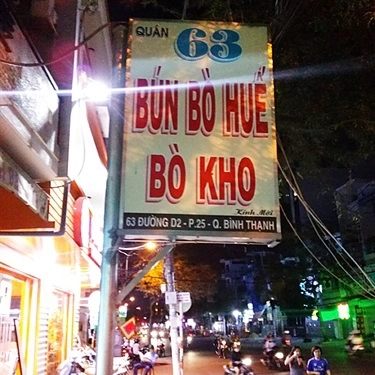 QUÁN 63
BÚN BÒ HUẾ
BÒ KHO
Kính Mời
63 ĐƯỜNG D2 - P.25 - Q. BÌNH THẠNH